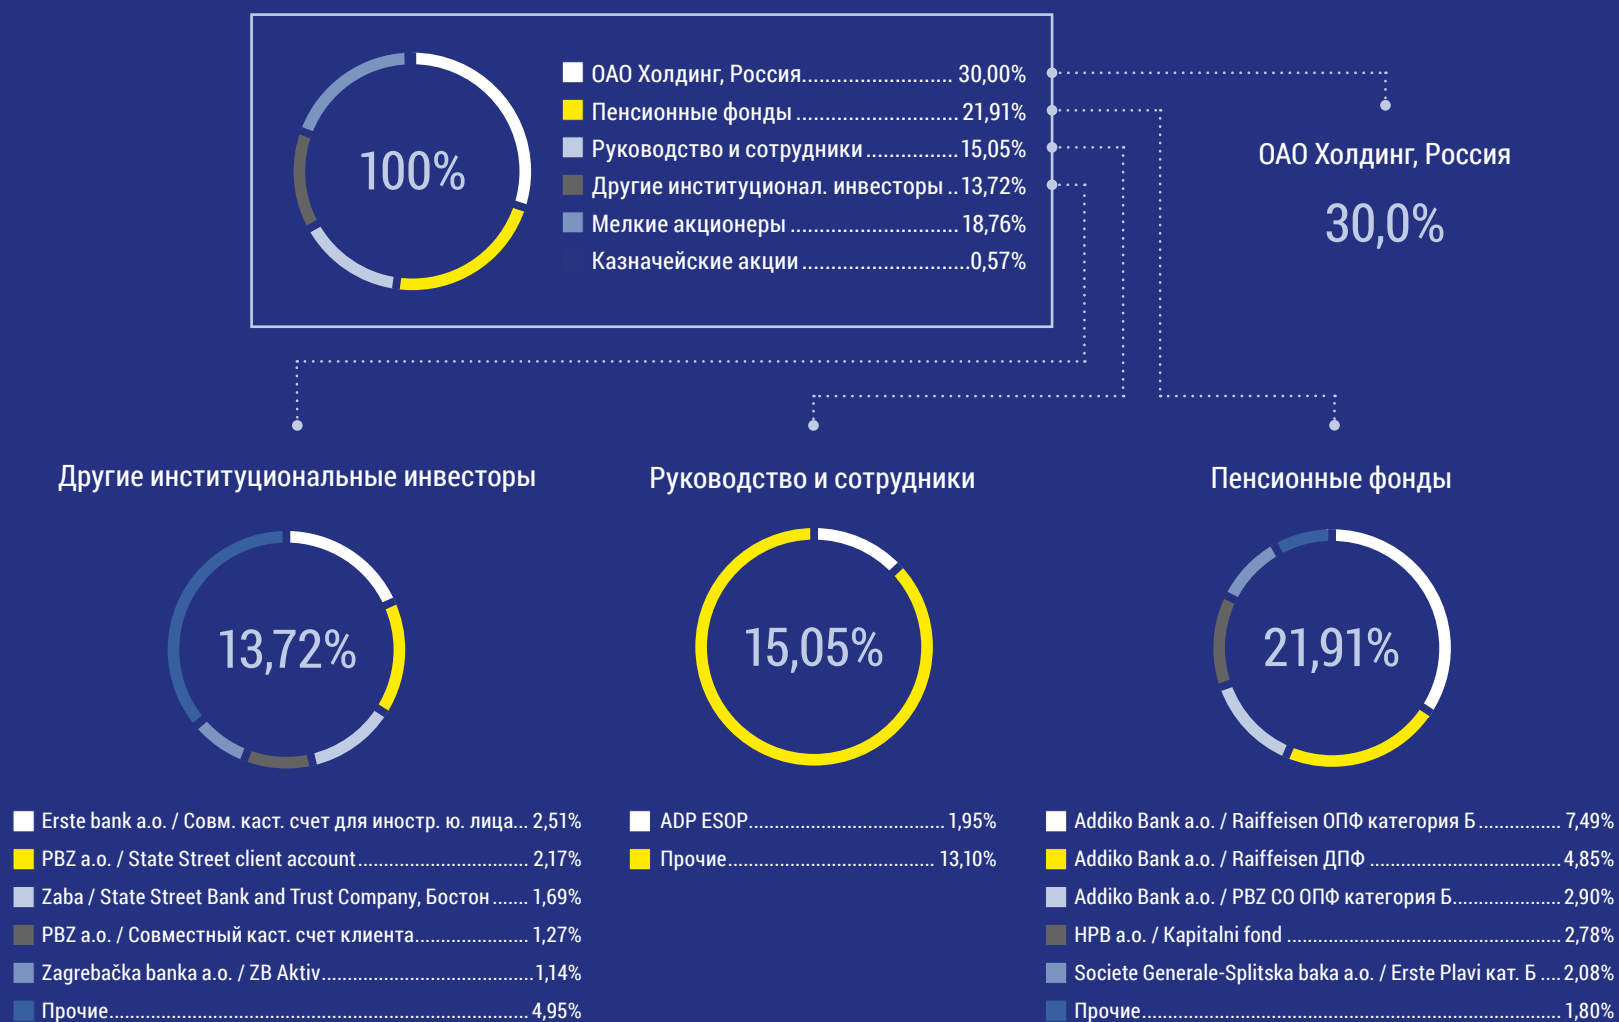 100%
ОАО Холдинг, Россия 30,00%
Пенсионные фонды 21,91%
Руководство и сотрудники 15,05%
Другие институционал. инвесторы 13,72%
Мелкие акционеры 18,76%
Казначейские акции 0,57%
ОАО Холдинг, Россия
30,0%
Другие институциональные инвесторы
13,72%
Erste bank a.o. / Совм. каст. счет для иностр. ю. лица... 2,51%
PBZ a.o. / State Street client account 2,17%
Zaba / State Street Bank and Trust Company, Бостон 1,69%
PBZ a.o. / Совместный каст. счет клиента 1,27%
Zagrebačka banka a.o. / ZB Aktiv 1,14%
Прочие 4,95%
Руководство и сотрудники
15,05%
ADP ESOP 1,95%
Прочие 13,10%
Пенсионные фонды
21,91%
Addiko Bank a.o. / Raiffeisen ОПФ категория Б 7,49%
Addiko Bank a.o. / Raiffeisen ДПФ 4,85%
Addiko Bank a.o. / PBZ CO ОПФ категория Б 2,90%
HPB a.o. / Kapitalni fond 2,78%
Societe Generale-Splitska baka a.o. / Erste Plavi кат. Б 2,08%
Прочие 1,80%